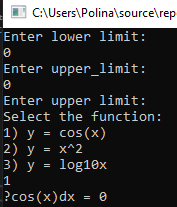 C:\Users\Polina\source\repo
Enter lower limit:
0
Enter upper_limit:
0
Enter upper limit:
Select the function:
1) y = cos(x)
2) y = x^2
3) y = log10x
1
?cos(x)dx = 0